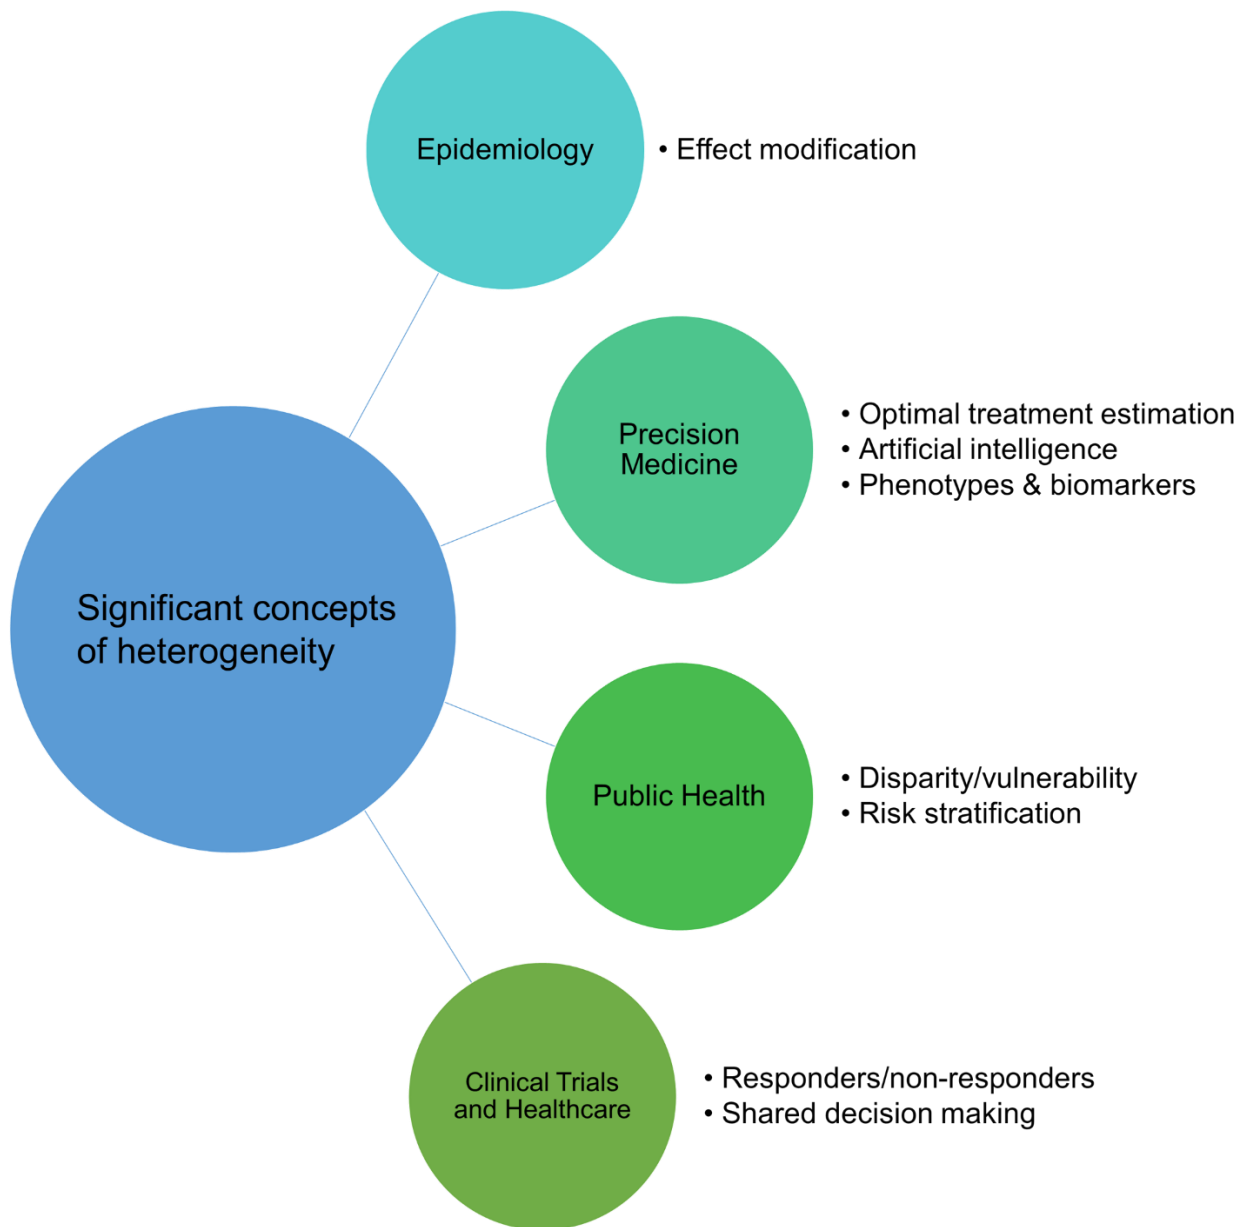 Epidemiology
• Effect modification
Precision
Medicine
• Optimal treatment estimation
• Artificial intelligence
• Phenotypes & biomarkers
Significant concepts
of heterogeneity
Public Health
• Disparity/vulnerability
• Risk stratification
Clinical Trials
and Healthcare
• Responders/non-responders
• Shared decision making